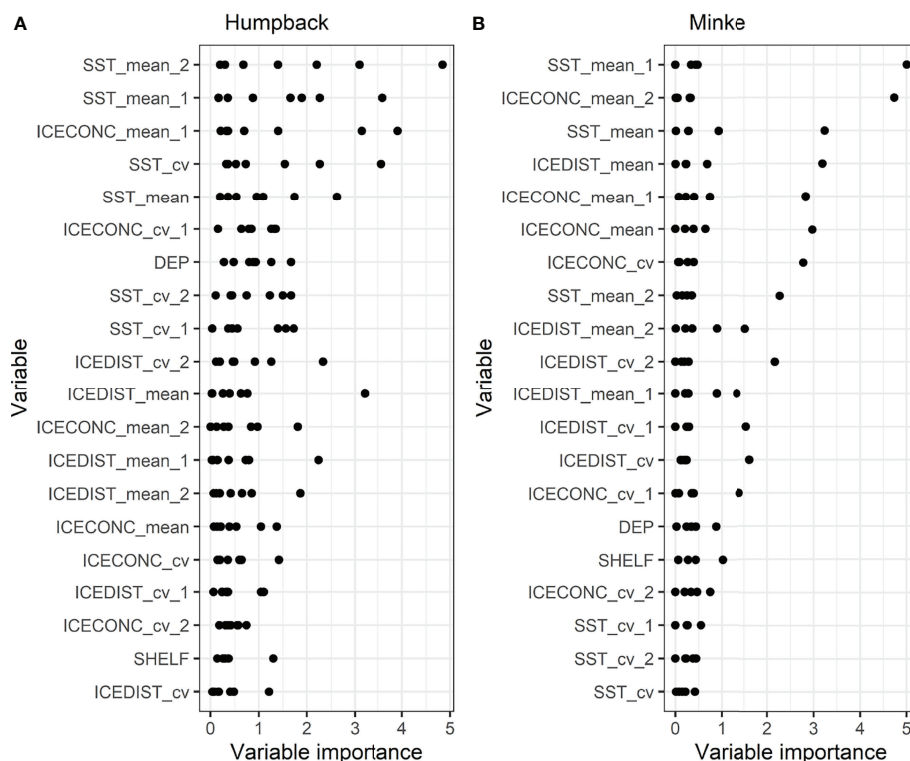 A
Humpback
Variable
SST_mean_2
SST_mean_1
ICECONC_mean_1
SST_cv
SST_mean
ICECONC_cv_1
DEP
SST_cv_2
SST_cv_1
ICEDIST_cv_2
ICEDIST_mean
ICECONC_mean_2
ICEDIST_mean_1
ICEDIST_mean_2
ICECONC_mean
ICECONC_cv
ICEDIST_cv_1
ICECONC_cv_2
SHELF
ICEDIST_cv
0 1 2 3 4 5
Variable importance
B
Minke
Variable
SST_mean_1
ICECONC_mean_2
SST_mean
ICEDIST_mean
ICECONC_mean_1
ICECONC_mean
ICECONC_cv
SST_mean_2
ICEDIST_mean_2
ICEDIST_cv_2
ICEDIST_mean_1
ICEDIST_cv_1
ICEDIST_cv
ICECONC_cv_1
DEP
SHELF
ICECONC_cv_2
SST_cv_1
SST_cv_2
SST_cv
0 1 2 3 4 5
Variable importance